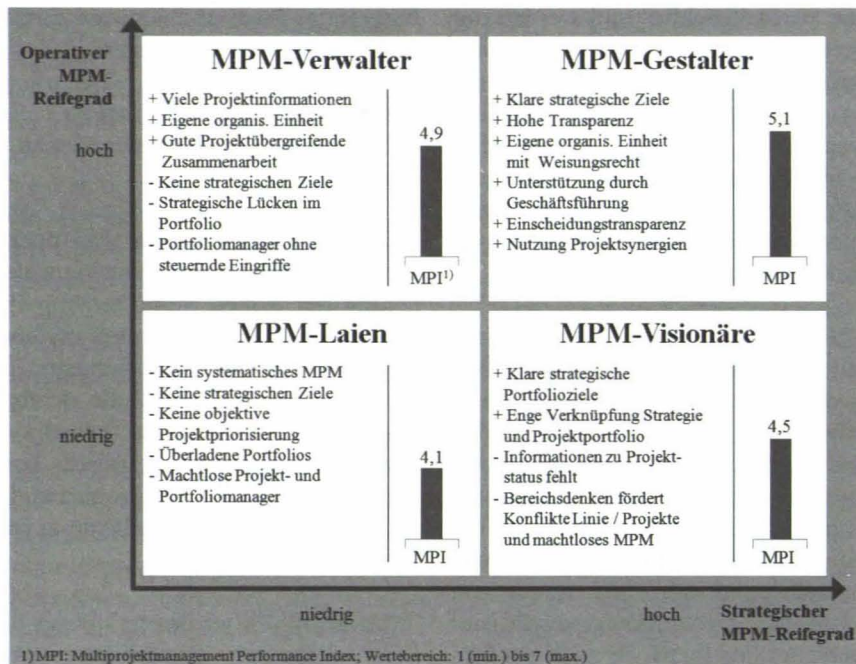 Operativer
MPM-
Reifegrad
hoch
MPM-Verwalter
+ Viele Projektinformationen
+ Eigene organis. Einheit
+ Gute Projektübergreifende
Zusammenarbeit
- Keine strategischen Ziele
- Strategische Lücken im
Portfolio
- Portfoliomanager ohne
steuernde Eingriffe
4,9
MPI1)
MPM-Gestalter
+ Klare strategische Ziele
+ Hohe Transparenz
+ Eigene organis. Einheit
mit Weisungsrecht
+ Unterstützung durch
Geschäftsführung
+ Einscheidungstransparenz
+ Nutzung Projektsynergien
5,1
MPI
niedrig
MPM-Laien
- Kein systematisches MPM
- Keine strategischen Ziele
- Keine objektive
Projektpriorisierung
- Überladene Portfolios
- Machtlose Projekt- und
Portfoliomanager
4,1
MPI
MPM-Visionäre
+ Klare strategische
Portfolioziele
+ Enge Verknüpfung Strategie
und Projektportfolio
- Informationen zu Projekt-
status fehlt
- Bereichsdenken fördert
Konflikte Linie / Projekte
und machtloses MPM
4,5
MPI
niedrig
hoch
Strategischer
MPM-Reifegrad
1) MPI: Multiprojektmanagement Performance Index; Wertebereich: 1 (min.) bis 7 (max.)